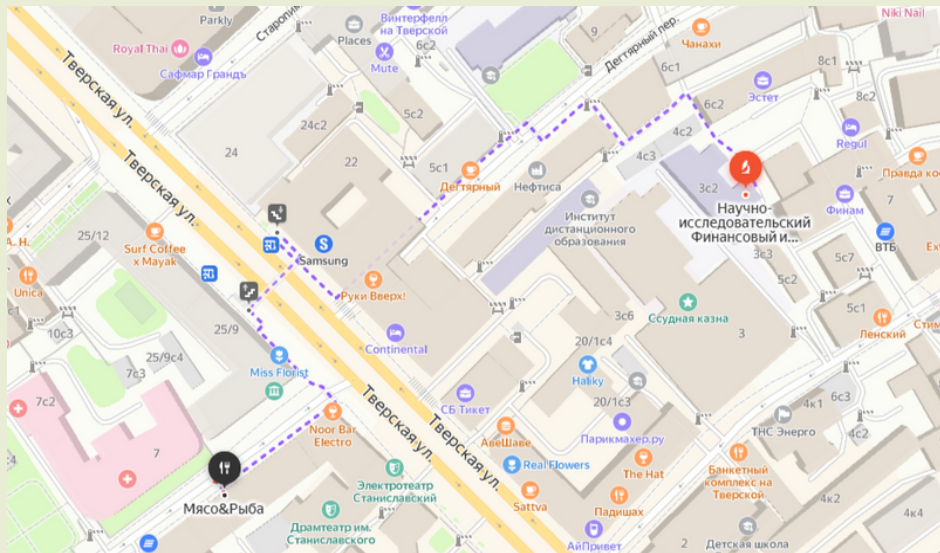 Parkly
Старопим
Винтерфелл
на Тверской
6с2
Places
Mute
Royal Thai
Сафмар Грандъ
Niki Nail
9
Дегтярный пер.
Чанахи
6с1
8с1
Эстет
8с2
6с2
Тверская ул.
24
24с2
5с2
22
5с1
4с2
4с3
Regul
Дегтярный
Нефтиса
3с2
Правда ко
Тверская ул.
Институт
дистанционного
образования
Научно-
исследовательский
Финансовый и...
Финам
7
ВТБ
А. Н.
25/12
Surf Coffee
x Mayak
Samsung
3с3
5с7
Ex
Unica
Руки Вверх!
5с2
5с1
10с3
25/9
3с6
Ссудная казна
Ленский
Стим
25/9с4
Continental
3
7с3
Miss Florist
20/1с4
7с2
Haliky
6с3
СБ Тикет
20/1с3
4к1
Noor Bar
Electro
Тверская ул.
Тверская ул.
АвеШаве
Парикмахер.ру
ТНС Энерго
4с2
7
Real Flowers
The Hat
Банкетный
комплекс на
Тверской
Электротеатр
Станиславский
Мясо&Рыба
Sattva
Падишах
4к2
Драмтеатр им.
Станиславского
4к4
АйПривет
2
Детская школа